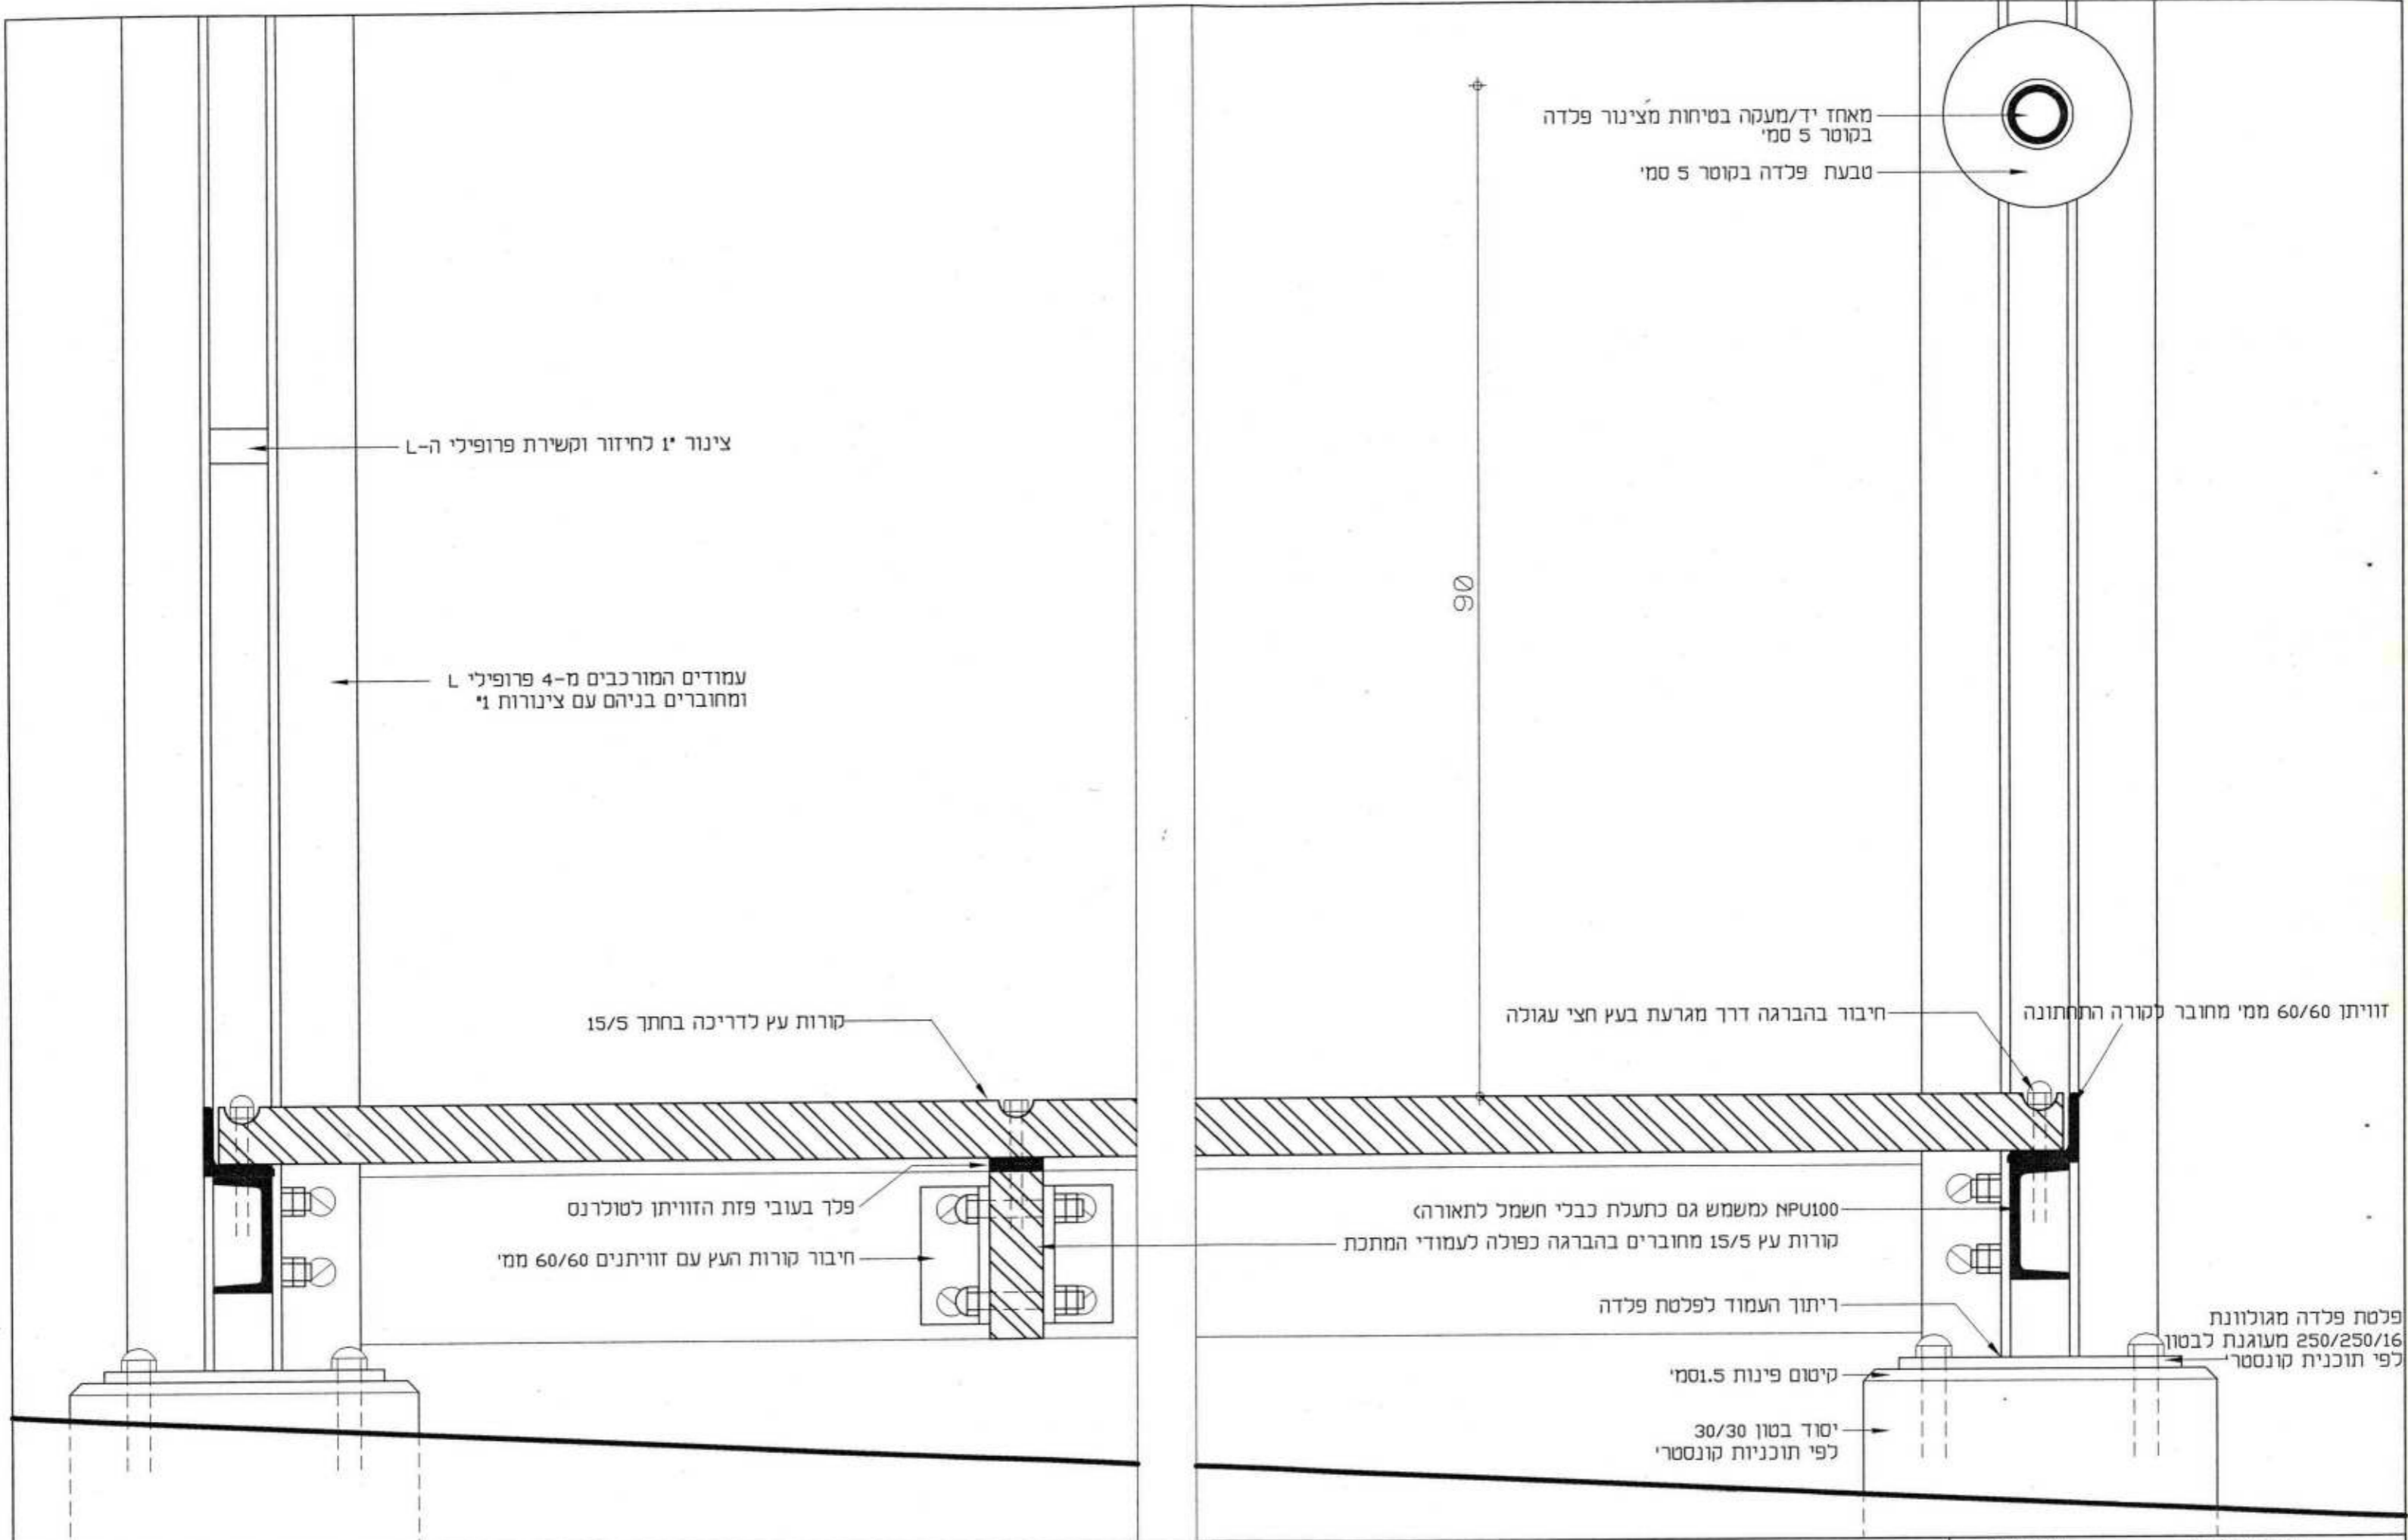 מאחז יד/מעקה בטיחות מצינור פלדה
בקוטר 5 סמ'
טבעת פלדה בקוטר 5 סמ'
צינור 1" לחיזור וקשירת פרופילי ה-L
90
עמודים המורכבים מ-4 פרופילי L
ומחוברים בניהם עם צינורות 1"
זוויתן 60/60 ממי מחובר לקורה התחתונה
חיבור בהברגה דרך מגרעת בעץ חצי עגולה
קורות עץ לדריכה בחתך 15/5
NPU100 (משמש גם כתעלת כבלי חשמל לתאורה)
קורות עץ 15/5 מחוברים בהברגה כפולה לעמודי המתכת
פלך בעובי פזת הזוויתן לטולרנס
חיבור קורות העץ עם זוויתנים 60/60 ממ'
ריתוך העמוד לפלטת פלדה
פלטת פלדה מגולוונת
250/250/16 מעוגנת לבטון
לפי תוכנית קונסטר'
קיטום פינות 1.5סמ'
יסוד בטון 30/30
לפי תוכניות קונסטר'